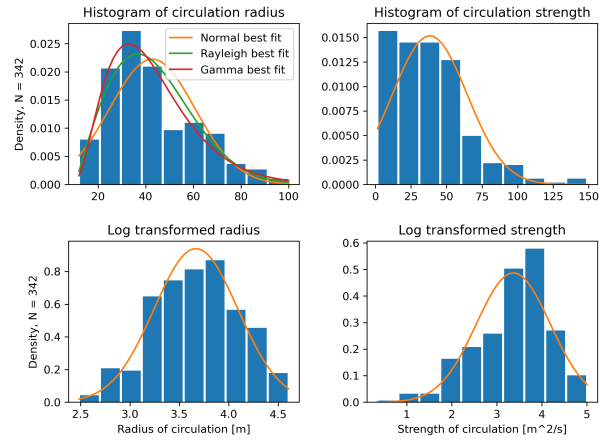 Histogram of circulation radius
Histogram of circulation strength
Density, N = 342
0.025
0.020
0.015
0.010
0.005
0.000
Normal best fit
Rayleigh best fit
Gamma best fit
20 40 60 80 100
0.0150
0.0125
0.0100
0.0075
0.0050
0.0025
0.0000
0 25 50 75 100 125 150
Log transformed radius
Log transformed strength
Density, N = 342
0.8
0.6
0.4
0.2
0.0
2.5 3.0 3.5 4.0 4.5
Radius of circulation [m]
0.6
0.5
0.4
0.3
0.2
0.1
0.0
1 2 3 4 5
Strength of circulation [m^2/s]